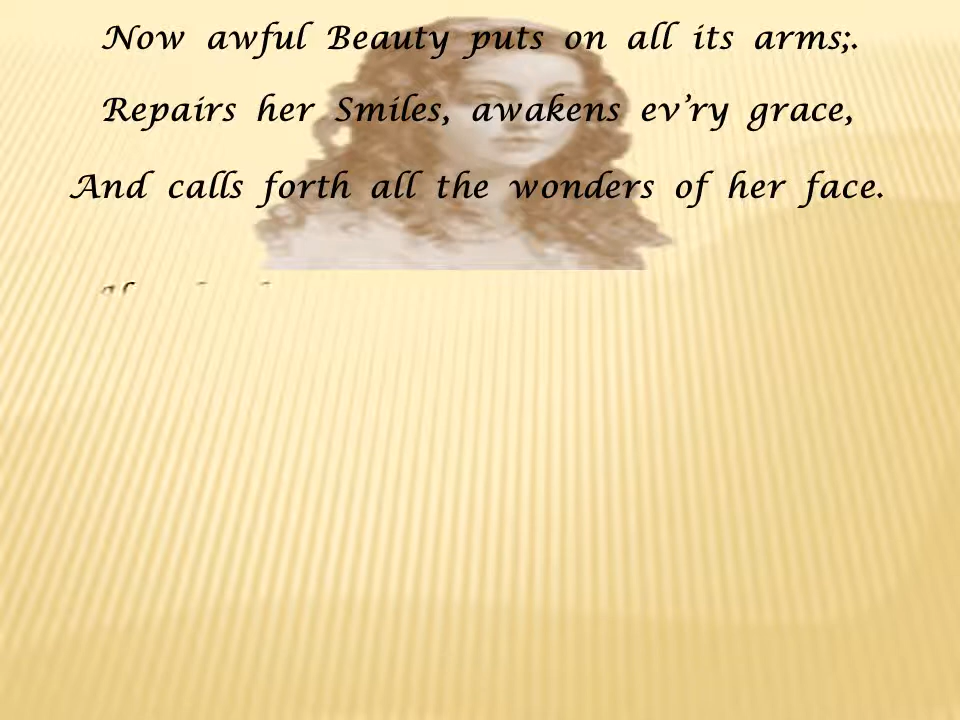 Now awful Beauty puts on all its arms;.
Repairs her Smiles, awakens ev’ry grace,
And calls forth all the wonders of her face.